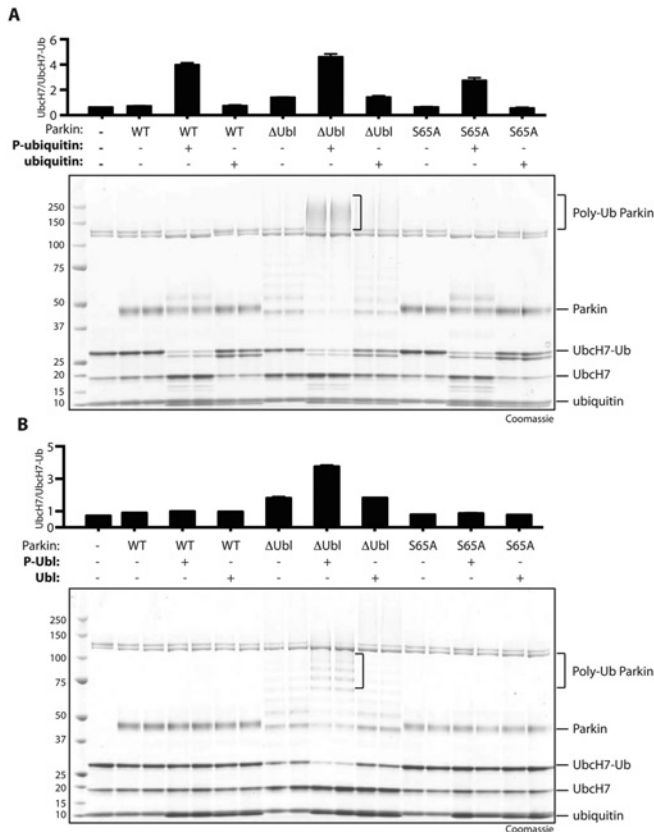 A
UbcH7/UbcH7-Ub
6
4
2
0
Parkin: - WT WT WT ΔUbl ΔUbl ΔUbl S65A S65A S65A
P-ubiquitin: - - + - - + - - + -
ubiquitin: - - - + - - + - - +
250
150
100
75
50
37
25
20
15
10
Poly-Ub Parkin
Parkin
UbcH7-Ub
UbcH7
ubiquitin
Coomassie
B
UbcH7/UbcH7-Ub
5
3
1
0
Parkin: - WT WT WT ΔUbl ΔUbl ΔUbl S65A S65A S65A
P-Ubl: - - + - - + - - + -
Ubl: - - - + - - + - - +
250
150
100
75
50
37
25
20
15
10
Poly-Ub Parkin
Parkin
UbcH7-Ub
UbcH7
ubiquitin
Coomassie